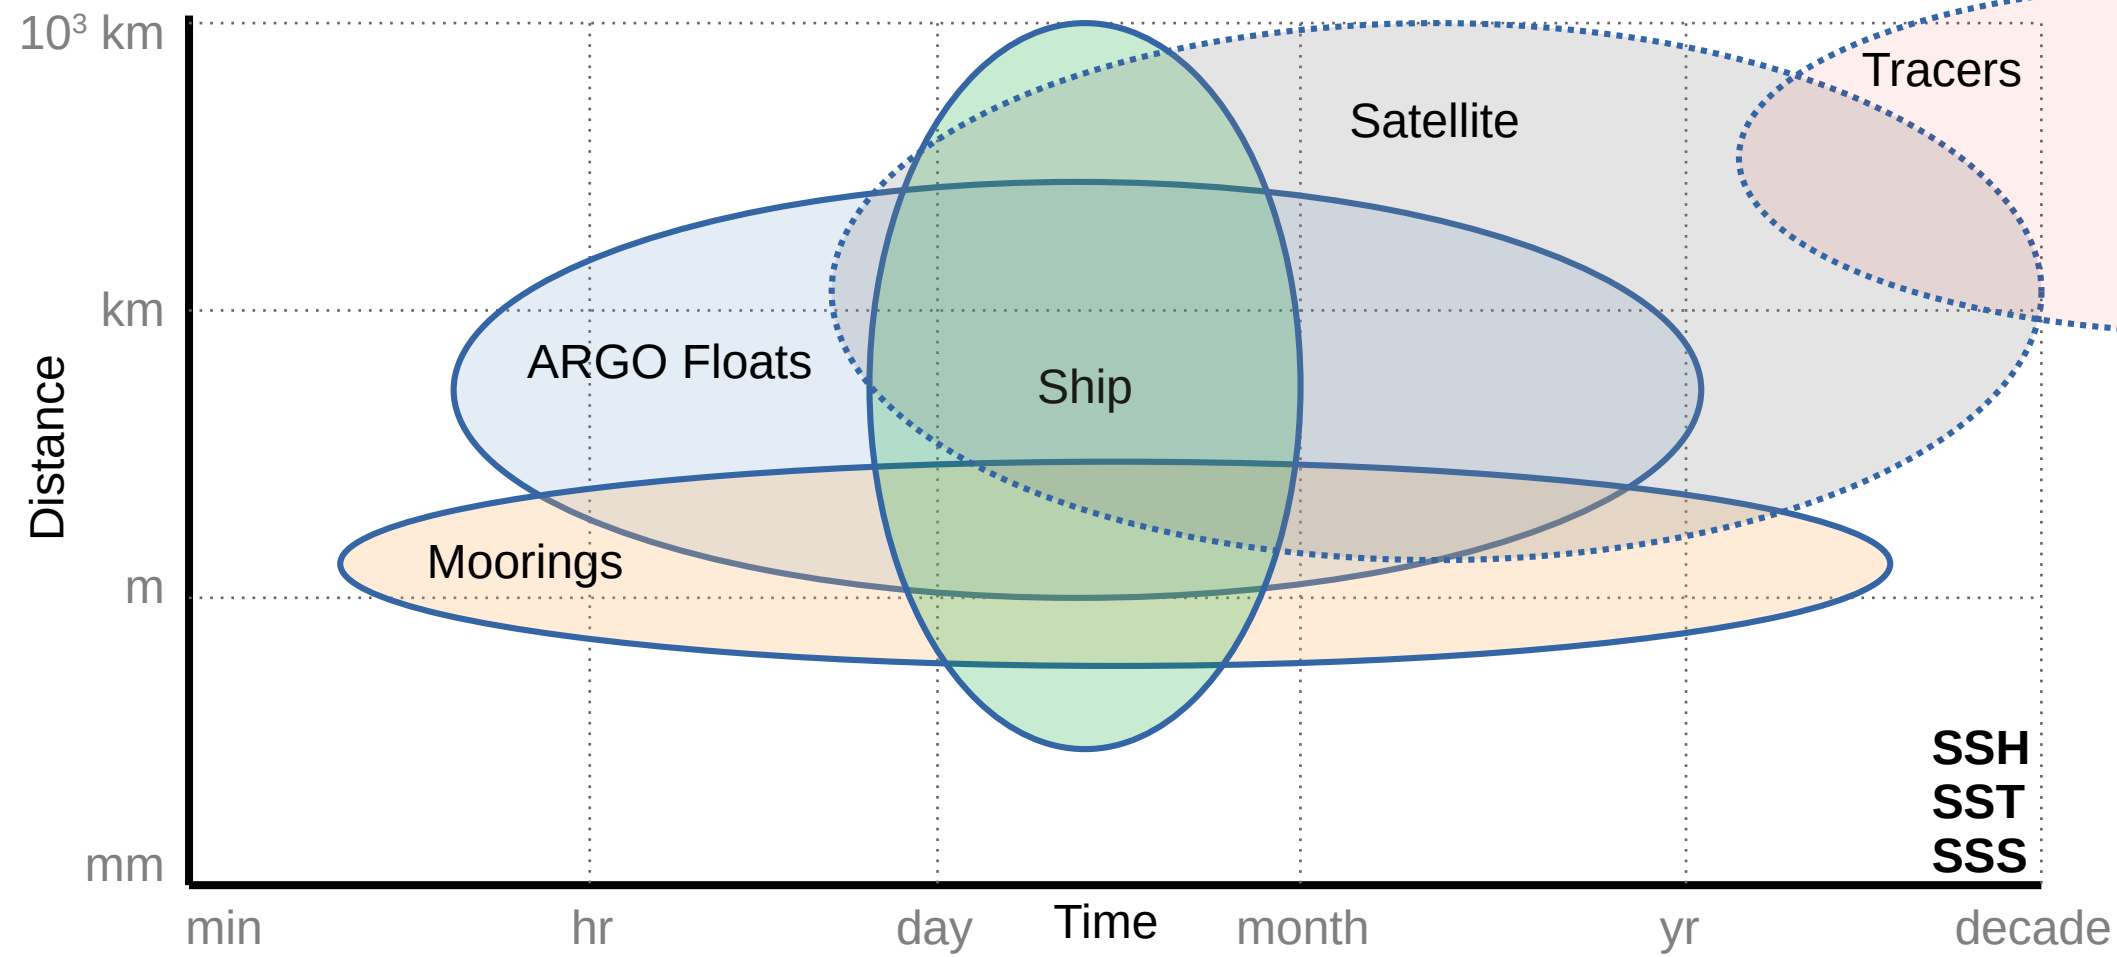 10³ km
Tracers
Satellite
km
ARGO Floats
Ship
Distance
Moorings
m
SSH
SST
SSS
mm
min
hr
day
Time
month
yr
decade